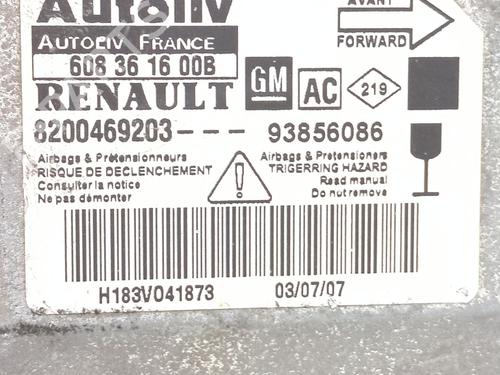 Autoliv
AUTOLIV FRANCE
608 36 16 00B
AVANT
FORWARD
RENAULT
GM
AC
219
8200469203--- 93856086
Airbags & Prétensionneurs
RISQUE DE DECLENCHEMENT
Consulter la notice
Ne pas démonter
!
Airbags & Pretensioners
TRIGERRING HAZARD
Read manual
Do not remove
H183V041873
03/07/07